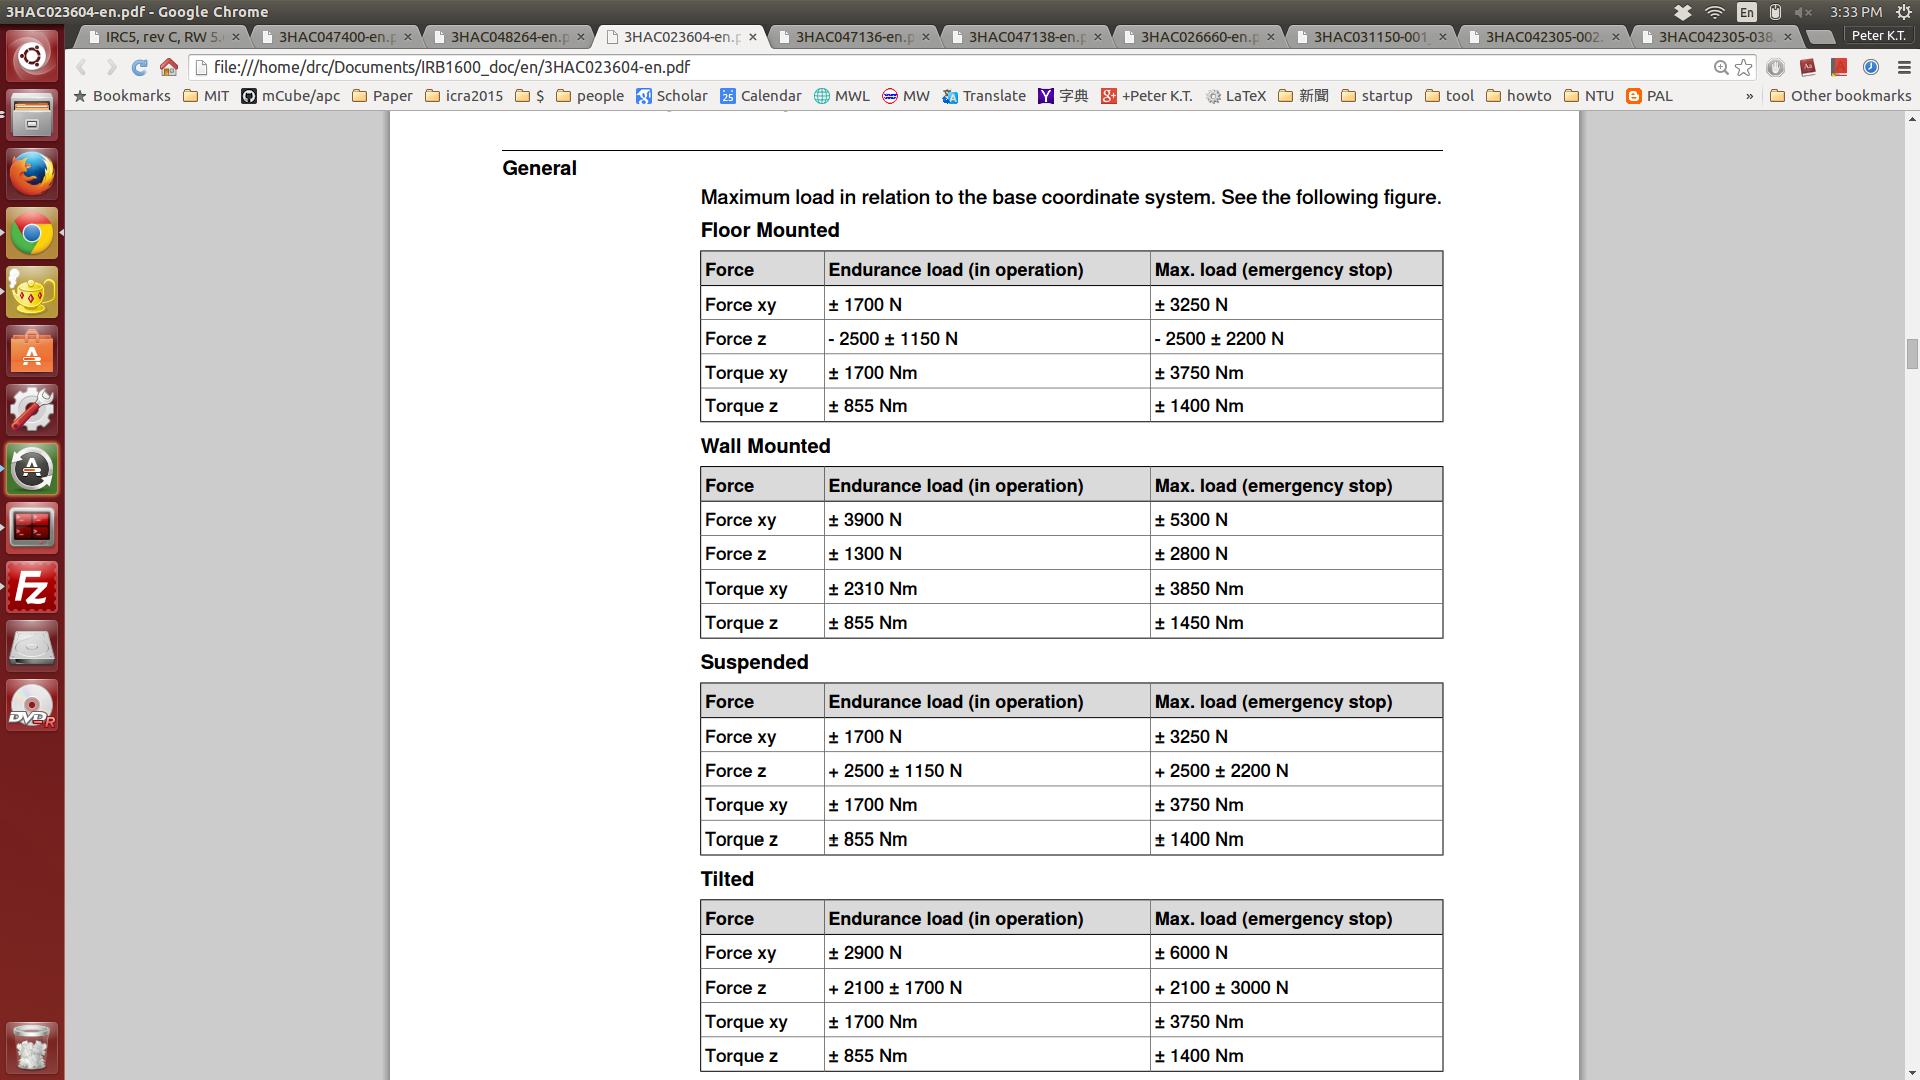 3HAC023604-en.pdf - Google Chrome
En 3:33 PM
IRC5, rev C, RW 5. 3HAC047400-en.p 3HAC048264-en.p 3HAC023604-en.p 3HAC047136-en.p 3HAC047138-en.p 3HAC026660-en.p 3HAC031150-001 3HAC042305-002 3HAC042305-038 Peter K.T.
file:///home/drc/Documents/IRB1600_doc/en/3HAC023604-en.pdf
Bookmarks MIT mCube/apc Paper icra2015 $ people Scholar 25 Calendar MWL MW Translate Y 字典 +Peter K.T. LaTeX 新聞 startup tool howto NTU PAL » Other bookmarks
General
Maximum load in relation to the base coordinate system. See the following figure.
Floor Mounted
Force Endurance load (in operation) Max. load (emergency stop)
Force xy ± 1700 N ± 3250 N
Force z - 2500 ± 1150 N - 2500 ± 2200 N
Torque xy ± 1700 Nm ± 3750 Nm
Torque z ± 855 Nm ± 1400 Nm
Wall Mounted
Force Endurance load (in operation) Max. load (emergency stop)
Force xy ± 3900 N ± 5300 N
Force z ± 1300 N ± 2800 N
Torque xy ± 2310 Nm ± 3850 Nm
Torque z ± 855 Nm ± 1450 Nm
Suspended
Force Endurance load (in operation) Max. load (emergency stop)
Force xy ± 1700 N ± 3250 N
Force z + 2500 ± 1150 N + 2500 ± 2200 N
Torque xy ± 1700 Nm ± 3750 Nm
Torque z ± 855 Nm ± 1400 Nm
Tilted
Force Endurance load (in operation) Max. load (emergency stop)
Force xy ± 2900 N ± 6000 N
Force z + 2100 ± 1700 N + 2100 ± 3000 N
Torque xy ± 1700 Nm ± 3750 Nm
Torque z ± 855 Nm ± 1400 Nm
Fz
DVD-R